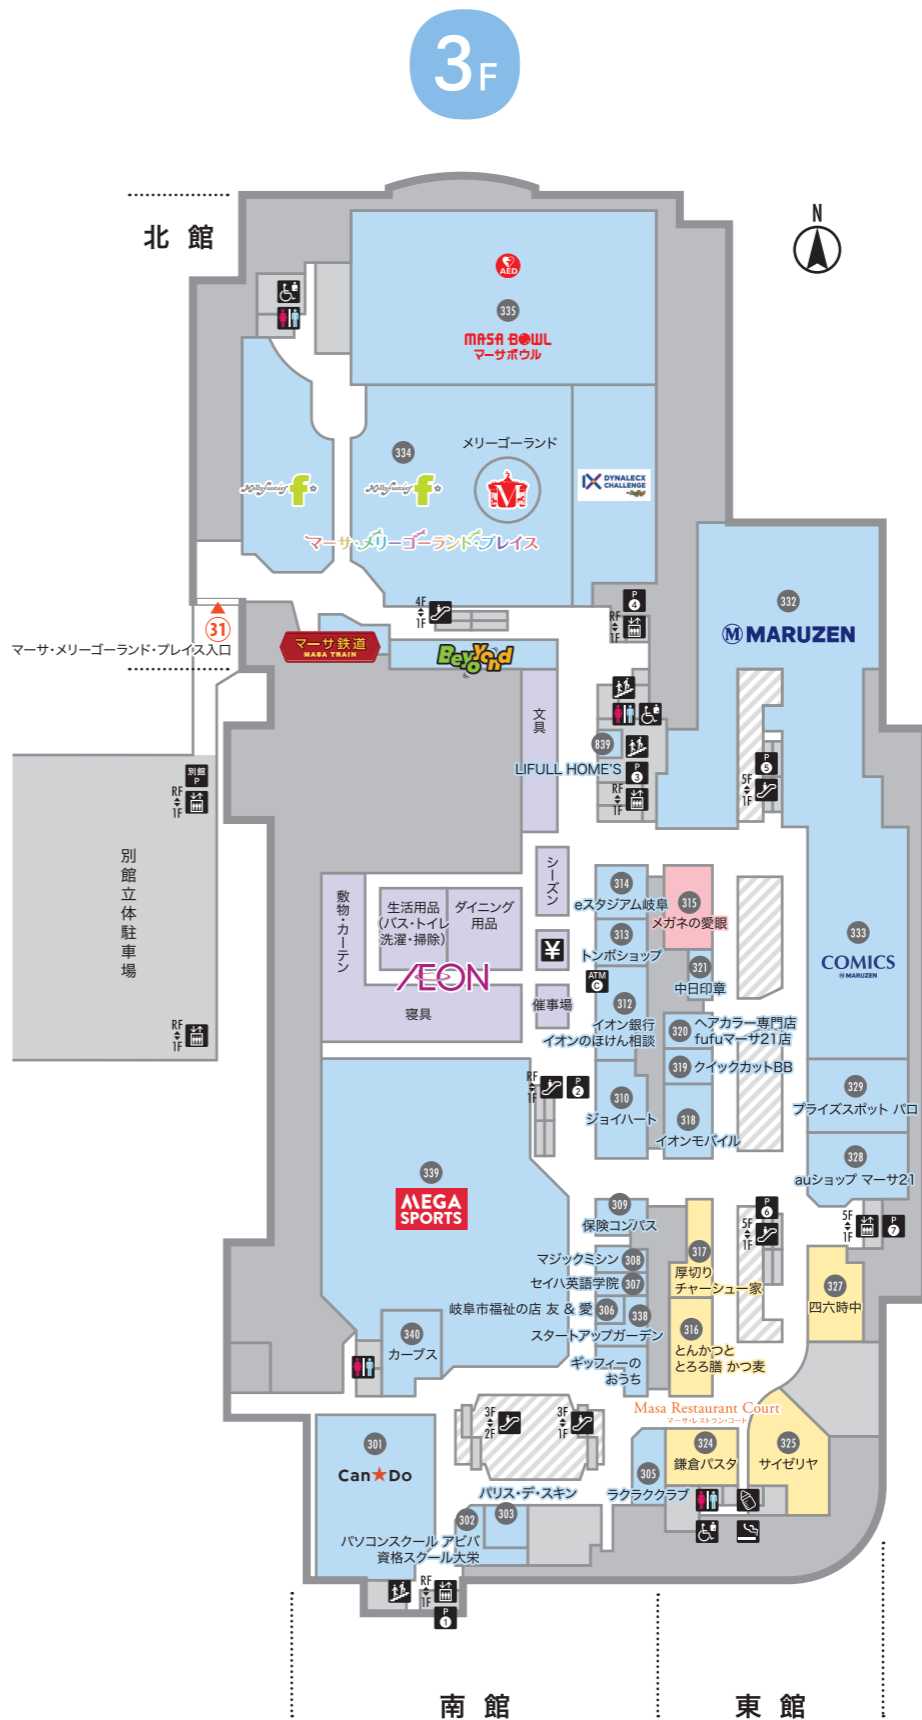 3F
北 館
N
AED
335
MASA BOWL
マーサボウル
334
メリーゴーランド
Kidsfantasy f
Kidsfantasy f
M
DYNALECX
CHALLENGE
マーサ・メリーゴーランド・プレイス
4F
1F
P
4
RF
1F
332
MARUZEN
31
マーサ・メリーゴーランド・プレイス入口
マーサ鉄道
MASA TRAIN
BeyoYond
文具
839
LIFULL HOME'S
P
3
RF
1F
P
5
5F
1F
別館
P
RF
1F
別館立体駐車場
RF
1F
敷物・カーテン
生活用品
(バス・トイレ
洗濯・掃除)
ダイニング
用品
シーズン
¥
ÆON
寝具
催事場
314
eスタジアム岐阜
313
トンボショップ
ATM
C
312
イオン銀行
イオンのほけん相談
315
メガネの愛眼
321
中日印章
320
ヘアカラー専門店
fufuマーサ21店
319
クイックカットBB
333
COMICS
MARUZEN
RF
1F
P
2
310
ジョイハート
318
イオンモバイル
329
プライズスポット パロ
328
auショップ マーサ21
339
MEGA
SPORTS
309
保険コンパス
P
6
5F
1F
5F
1F
P
7
マジックミシン
308
セイハ英語学院
307
岐阜市福祉の店 友 & 愛
306
338
スタートアップガーデン
ギッフィーの
おうち
317
厚切り
チャーシュー家
316
とんかつと
とろろ膳 かつ麦
327
四六時中
340
カーブス
Masa Restaurant Court
マーサ・レストラン・コート
3F
2F
3F
1F
301
Can★Do
パリス・デ・スキン
302
303
パソコンスクール アビバ
資格スクール大栄
305
ラクラククラブ
324
鎌倉パスタ
325
サイゼリヤ
RF
1F
P
1
南 館
東 館